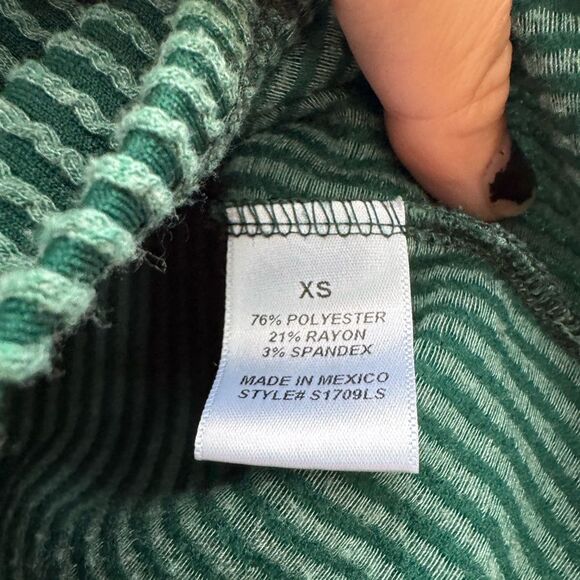 XS
76% POLYESTER
21% RAYON
3% SPANDEX
MADE IN MEXICO
STYLE# S1709LS